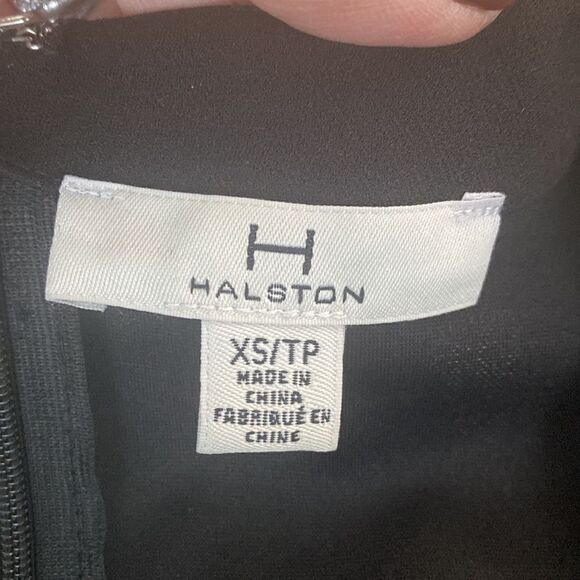 H
HALSTON
XS/TP
MADE IN
CHINA
FABRIQUÉ EN
CHINE